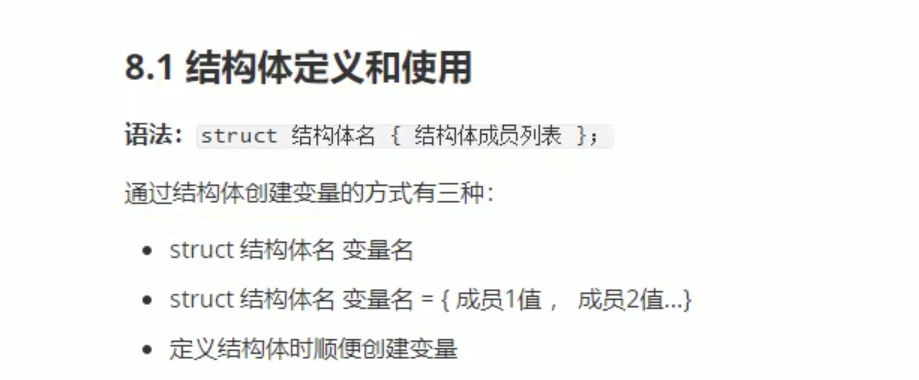 8.1 结构体定义和使用
语法： struct 结构体名 { 结构体成员列表 }；
通过结构体创建变量的方式有三种：
• struct 结构体名 变量名
• struct 结构体名 变量名 = { 成员1值 ， 成员2值...}
• 定义结构体时顺便创建变量